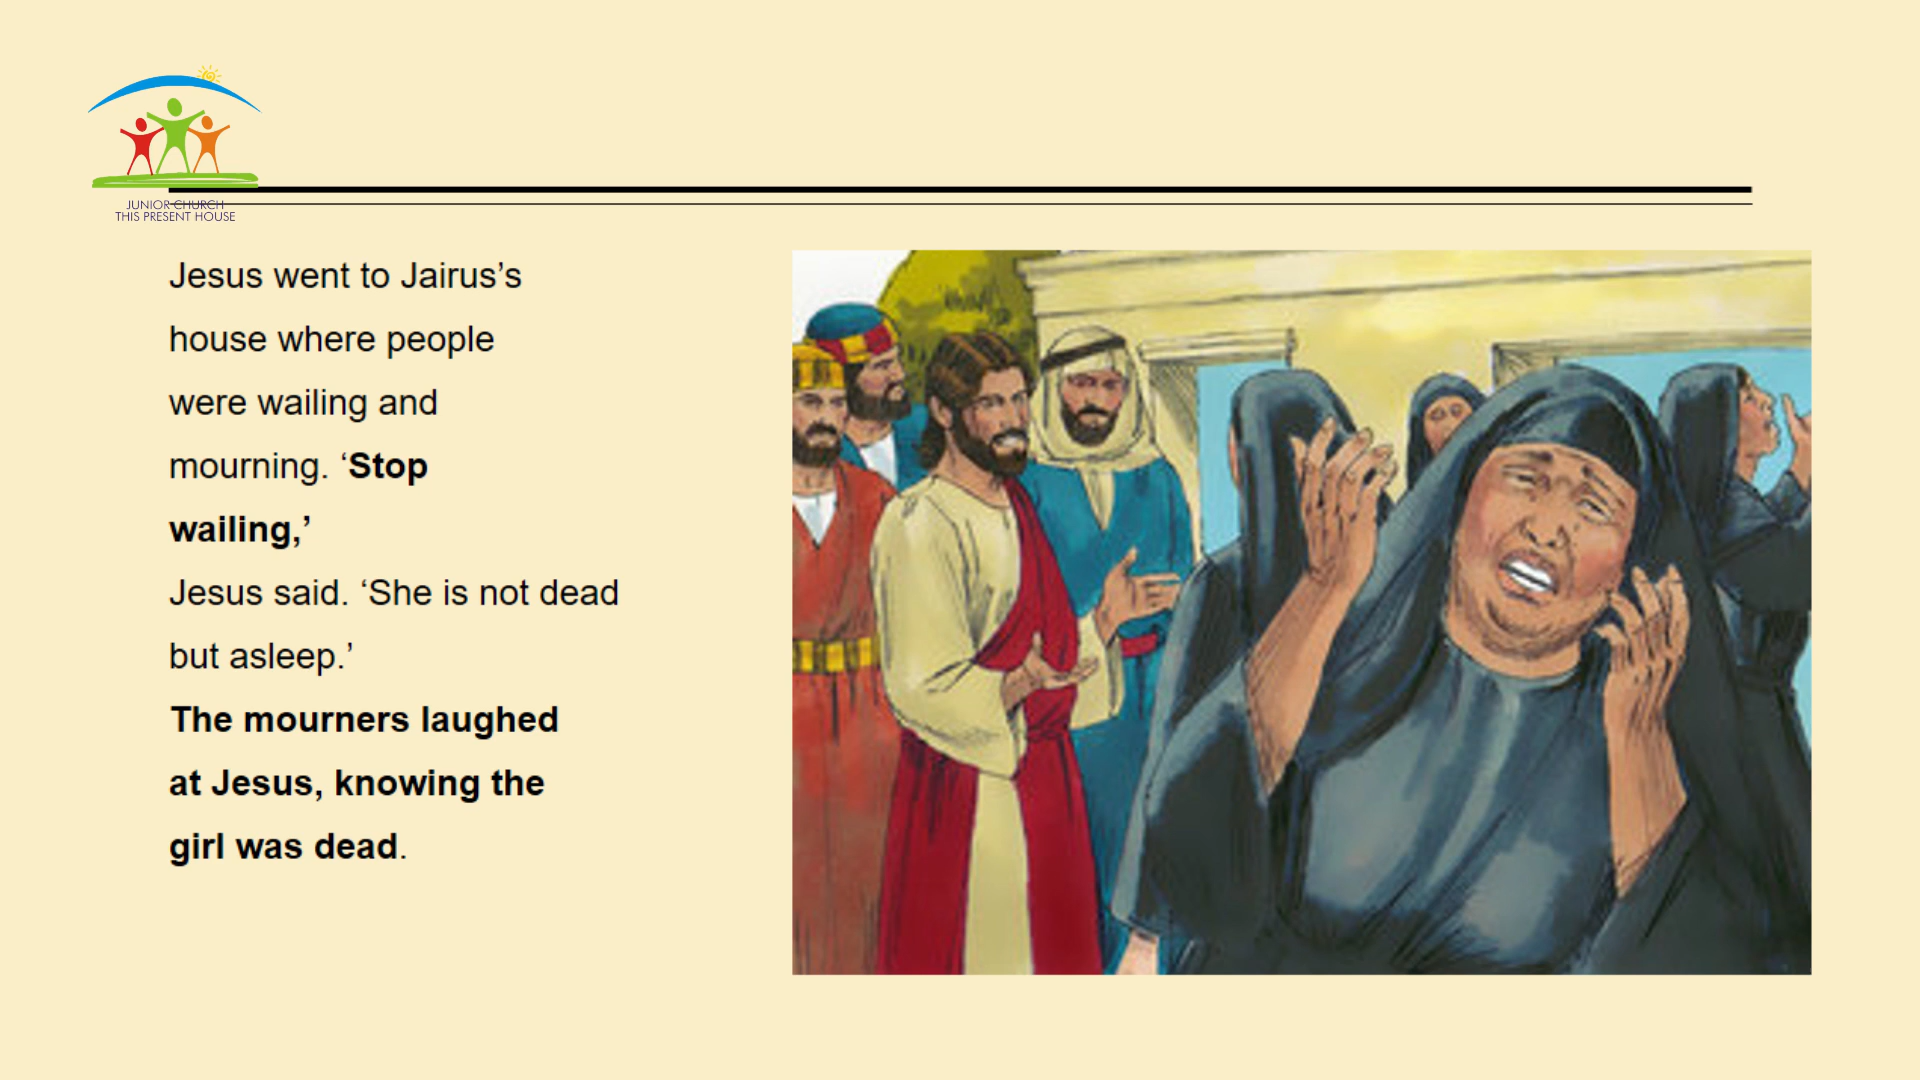 JUNIOR CHURCH
THIS PRESENT HOUSE
Jesus went to Jairus’s
house where people
were wailing and
mourning. ‘Stop
wailing,’
Jesus said. ‘She is not dead
but asleep.’
The mourners laughed
at Jesus, knowing the
girl was dead.